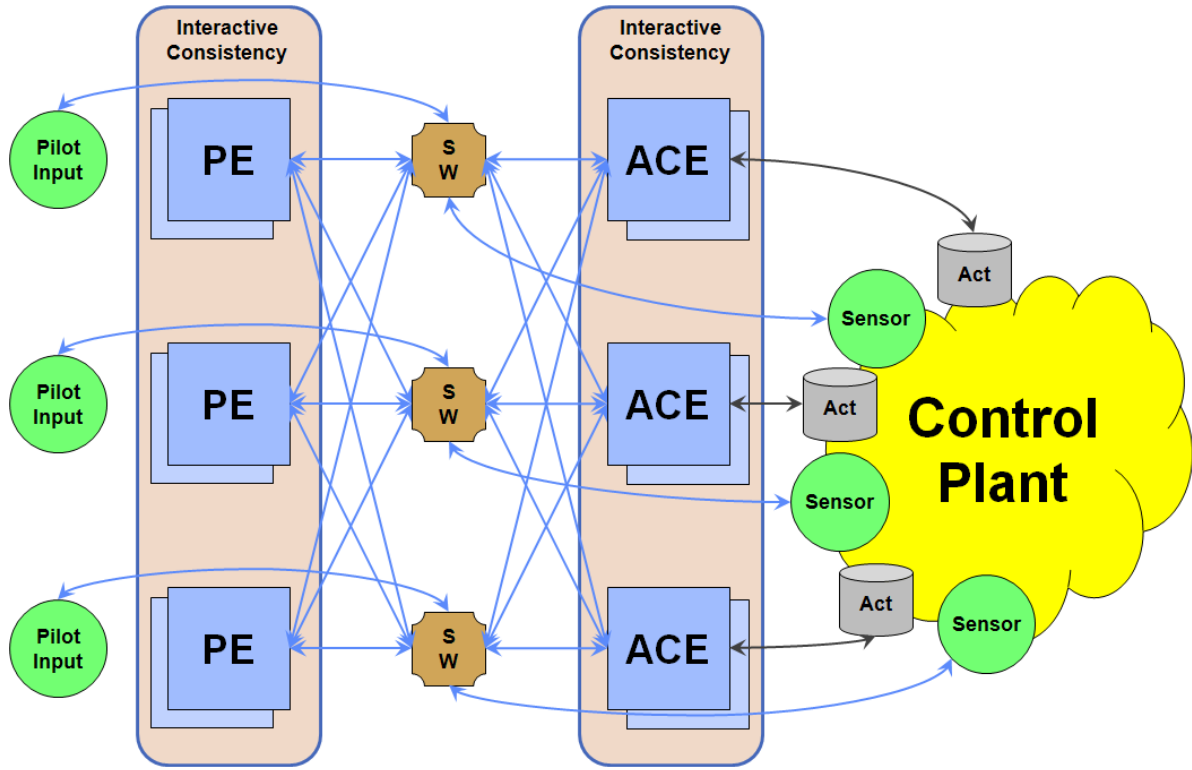 Interactive
Consistency
Interactive
Consistency
Pilot
Input
PE
S
W
ACE
Act
Sensor
Pilot
Input
PE
S
W
ACE
Act
Control
Plant
Sensor
Pilot
Input
PE
S
W
ACE
Act
Sensor